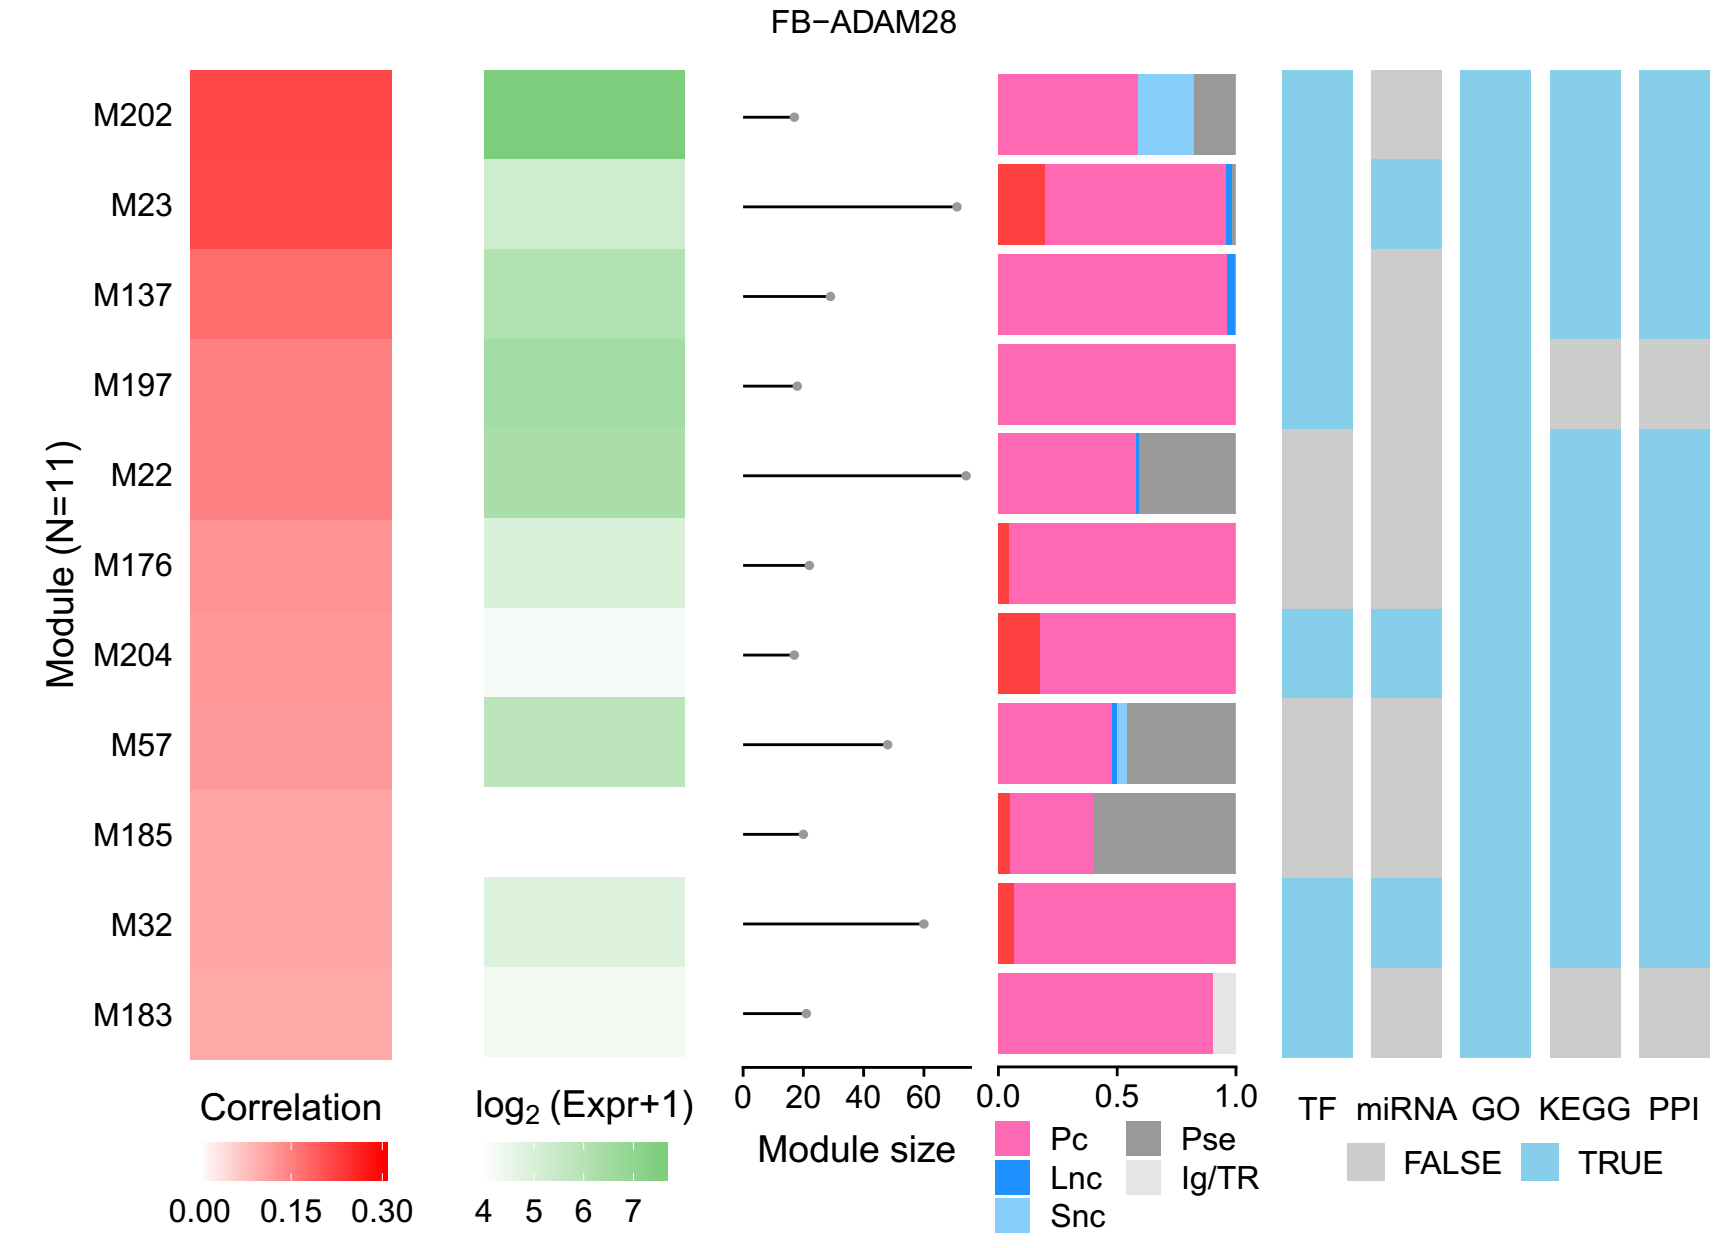 FB−ADAM28
Module (N=11)
M202
M23
M137
M197
M22
M176
M204
M57
M185
M32
M183
Correlation
0.00 0.15 0.30
log₂ (Expr+1)
4 5 6 7
0 20 40 60
Module size
0.0 0.5 1.0
Pc Pse
Lnc Ig/TR
Snc
TF miRNA GO KEGG PPI
FALSE TRUE